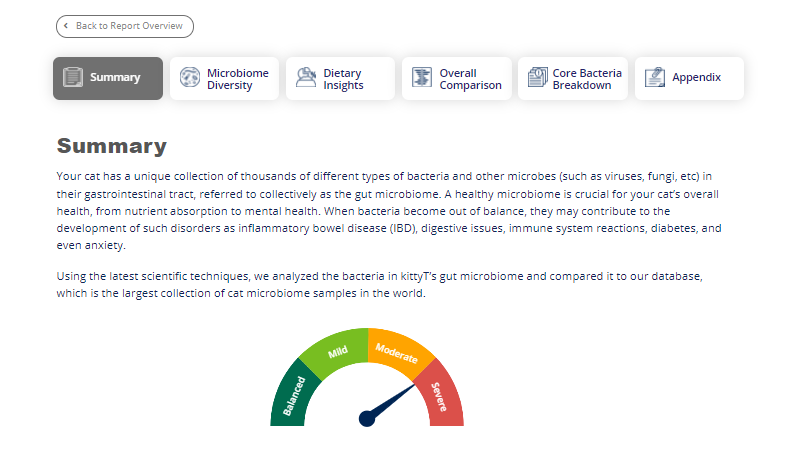 Back to Report Overview
Summary
Microbiome
Diversity
Dietary
Insights
Overall
Comparison
Core Bacteria
Breakdown
Appendix
Summary
Your cat has a unique collection of thousands of different types of bacteria and other microbes (such as viruses, fungi, etc) in
their gastrointestinal tract, referred to collectively as the gut microbiome. A healthy microbiome is crucial for your cat's overall
health, from nutrient absorption to mental health. When bacteria become out of balance, they may contribute to the
development of such disorders as inflammatory bowel disease (IBD), digestive issues, immune system reactions, diabetes, and
even anxiety.
Using the latest scientific techniques, we analyzed the bacteria in kittyT's gut microbiome and compared it to our database,
which is the largest collection of cat microbiome samples in the world.
Balanced
Mild
Moderate
Severe